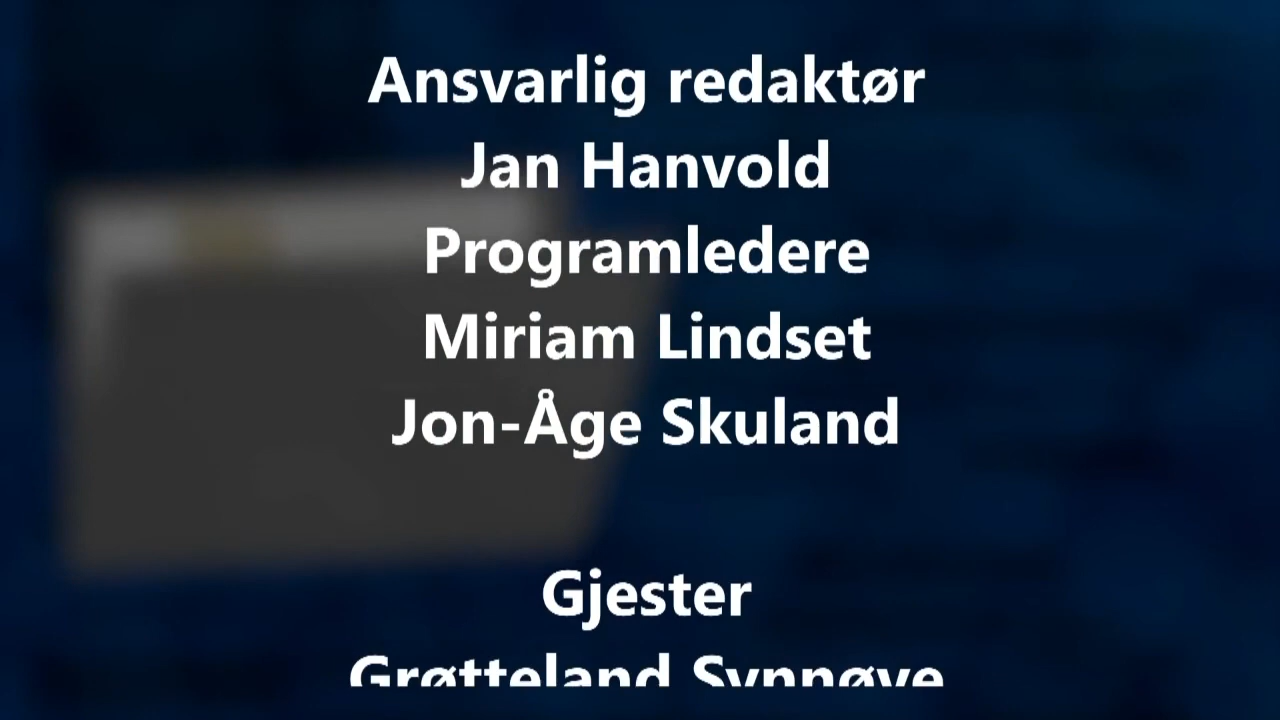 Ansvarlig redaktør
Jan Hanvold
Programledere
Miriam Lindset
Jon-Åge Skuland
Gjester
Grøtteland Synnøve